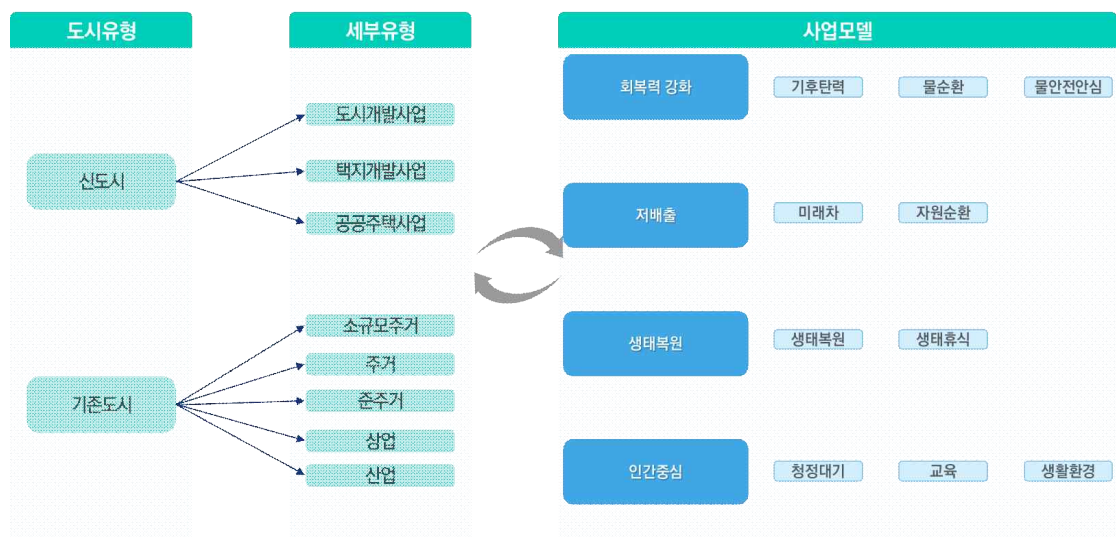 도시유형
세부유형
사업모델
신도시
도시개발사업
택지개발사업
공공주택사업
기존도시
소규모주거
주거
준주거
상업
산업
회복력 강화
기후탄력
물순환
물안전안심
저배출
미래차
자원순환
생태복원
생태복원
생태휴식
인간중심
청정대기
교육
생활환경